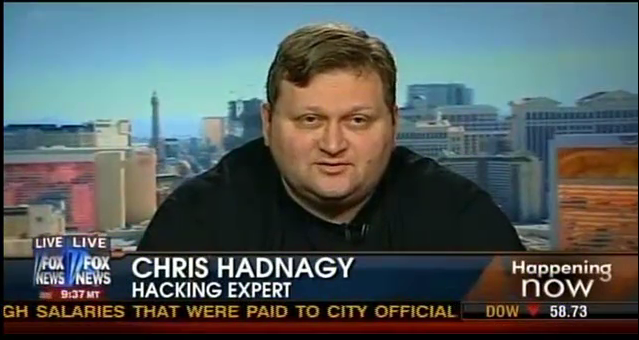 LIVE LIVE
FOX FOX
NEWS NEWS
9:37 MT
CHRIS HADNAGY
HACKING EXPERT
Happening
now
GH SALARIES THAT WERE PAID TO CITY OFFICIAL
DOW 58.73